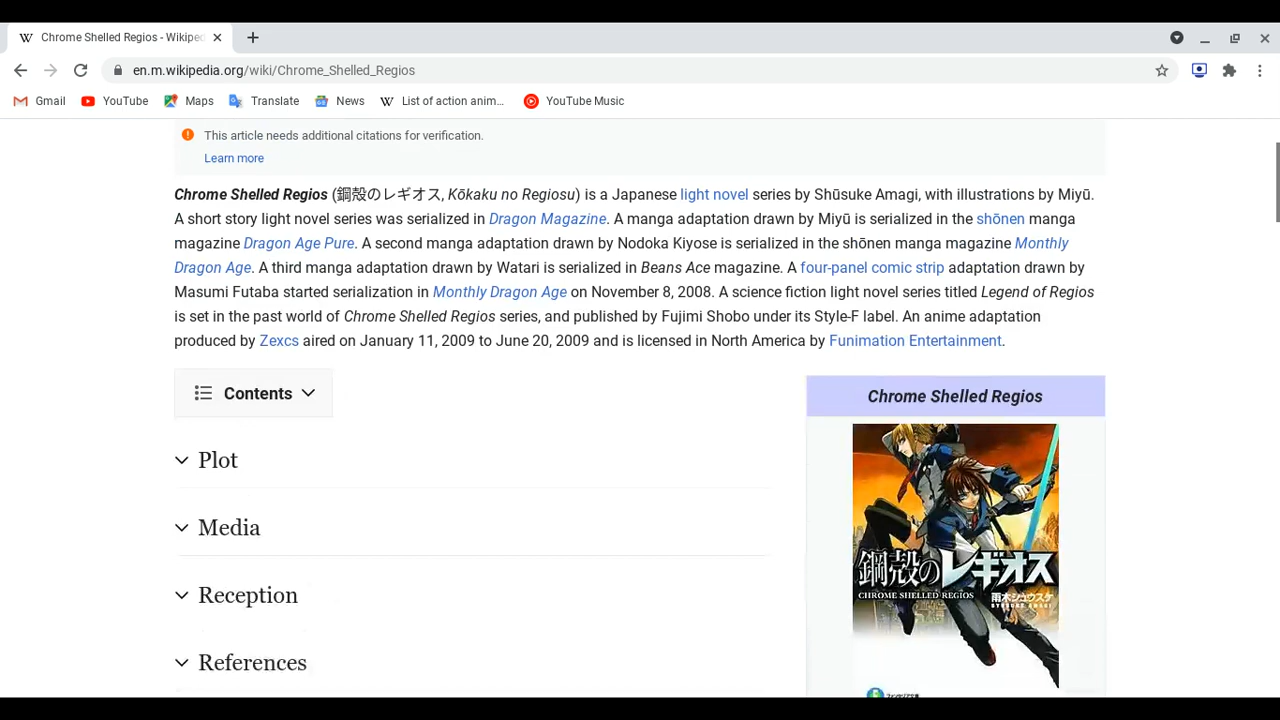 Chrome Shelled Regios - Wikiped
en.m.wikipedia.org/wiki/Chrome_Shelled_Regios
Gmail YouTube Maps Translate News List of action anim... YouTube Music
This article needs additional citations for verification.
Learn more
Chrome Shelled Regios (鋼殻のレギオス, Kōkaku no Regiosu) is a Japanese light novel series by Shūsuke Amagi, with illustrations by Miyū.
A short story light novel series was serialized in Dragon Magazine. A manga adaptation drawn by Miyū is serialized in the shōnen manga
magazine Dragon Age Pure. A second manga adaptation drawn by Nodoka Kiyose is serialized in the shōnen manga magazine Monthly
Dragon Age. A third manga adaptation drawn by Watari is serialized in Beans Ace magazine. A four-panel comic strip adaptation drawn by
Masumi Futaba started serialization in Monthly Dragon Age on November 8, 2008. A science fiction light novel series titled Legend of Regios
is set in the past world of Chrome Shelled Regios series, and published by Fujimi Shobo under its Style-F label. An anime adaptation
produced by Zexcs aired on January 11, 2009 to June 20, 2009 and is licensed in North America by Funimation Entertainment.
Contents
Plot
Media
Reception
References
Chrome Shelled Regios
鋼殻のレギオス
CHROME SHELLED REGIOS
雨木シュウスケ
SYUSUKE AMAGI